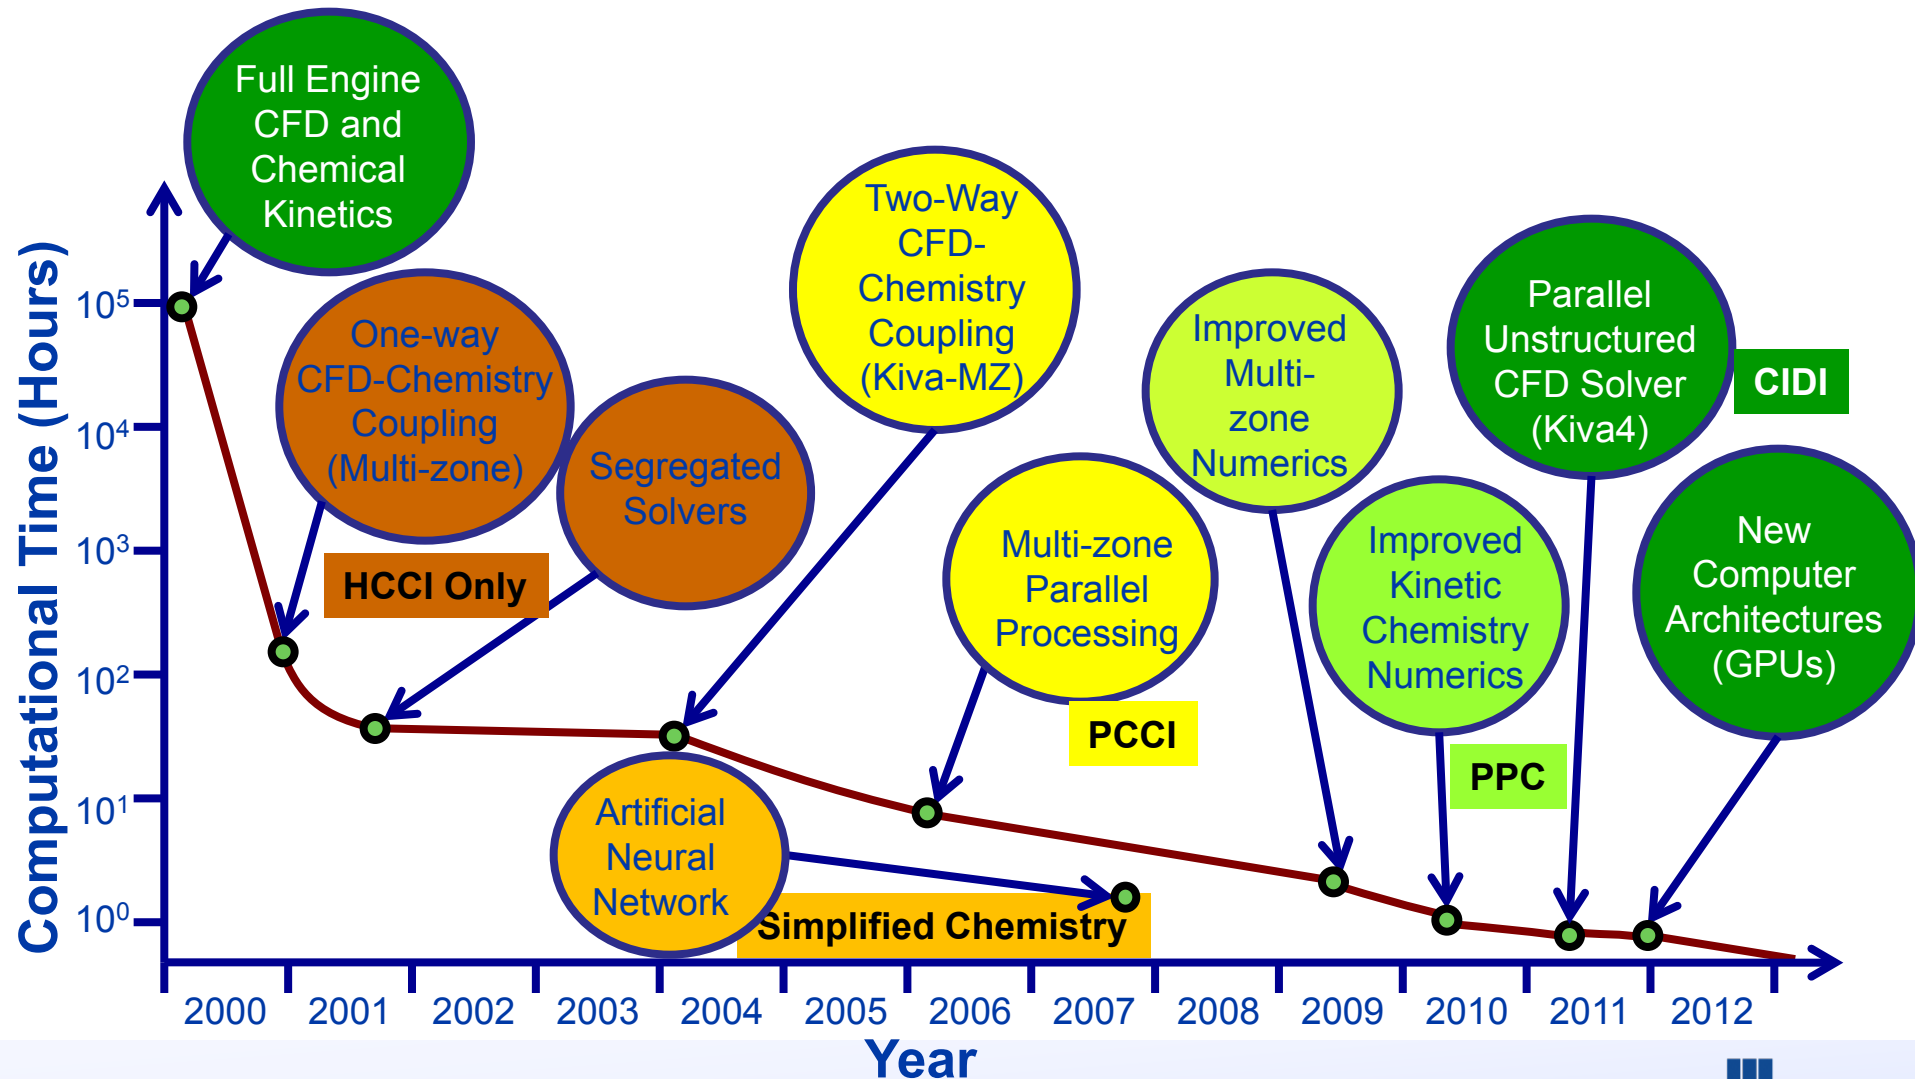 Full Engine
CFD and
Chemical
Kinetics
One-way
CFD-Chemistry
Coupling
(Multi-zone)
HCCI Only
Segregated
Solvers
Two-Way
CFD-
Chemistry
Coupling
(Kiva-MZ)
Multi-zone
Parallel
Processing
PCCI
Artificial
Neural
Network
Simplified Chemistry
Improved
Multi-
zone
Numerics
Improved
Kinetic
Chemistry
Numerics
PPC
Parallel
Unstructured
CFD Solver
(Kiva4)
CIDI
New
Computer
Architectures
(GPUs)
Computational Time (Hours)
10⁵
10⁴
10³
10²
10¹
10⁰
2000 2001 2002 2003 2004 2005 2006 2007 2008 2009 2010 2011 2012
Year